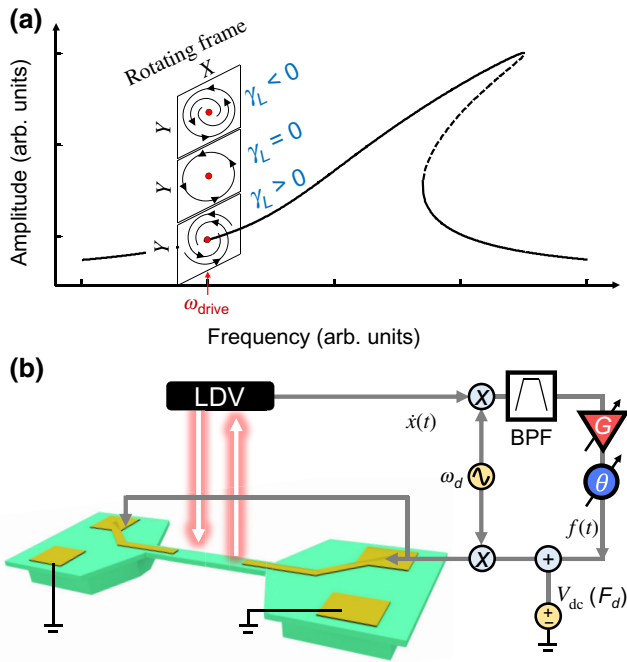 (a)
Rotating frame
X
Y
γL < 0
Y
γL = 0
Y
γL > 0
Amplitude (arb. units)
ωdrive
Frequency (arb. units)
(b)
LDV
ẋ(t)
X
BPF
G
ωd
θ
f(t)
X
+
Vdc (Fd)
+
−